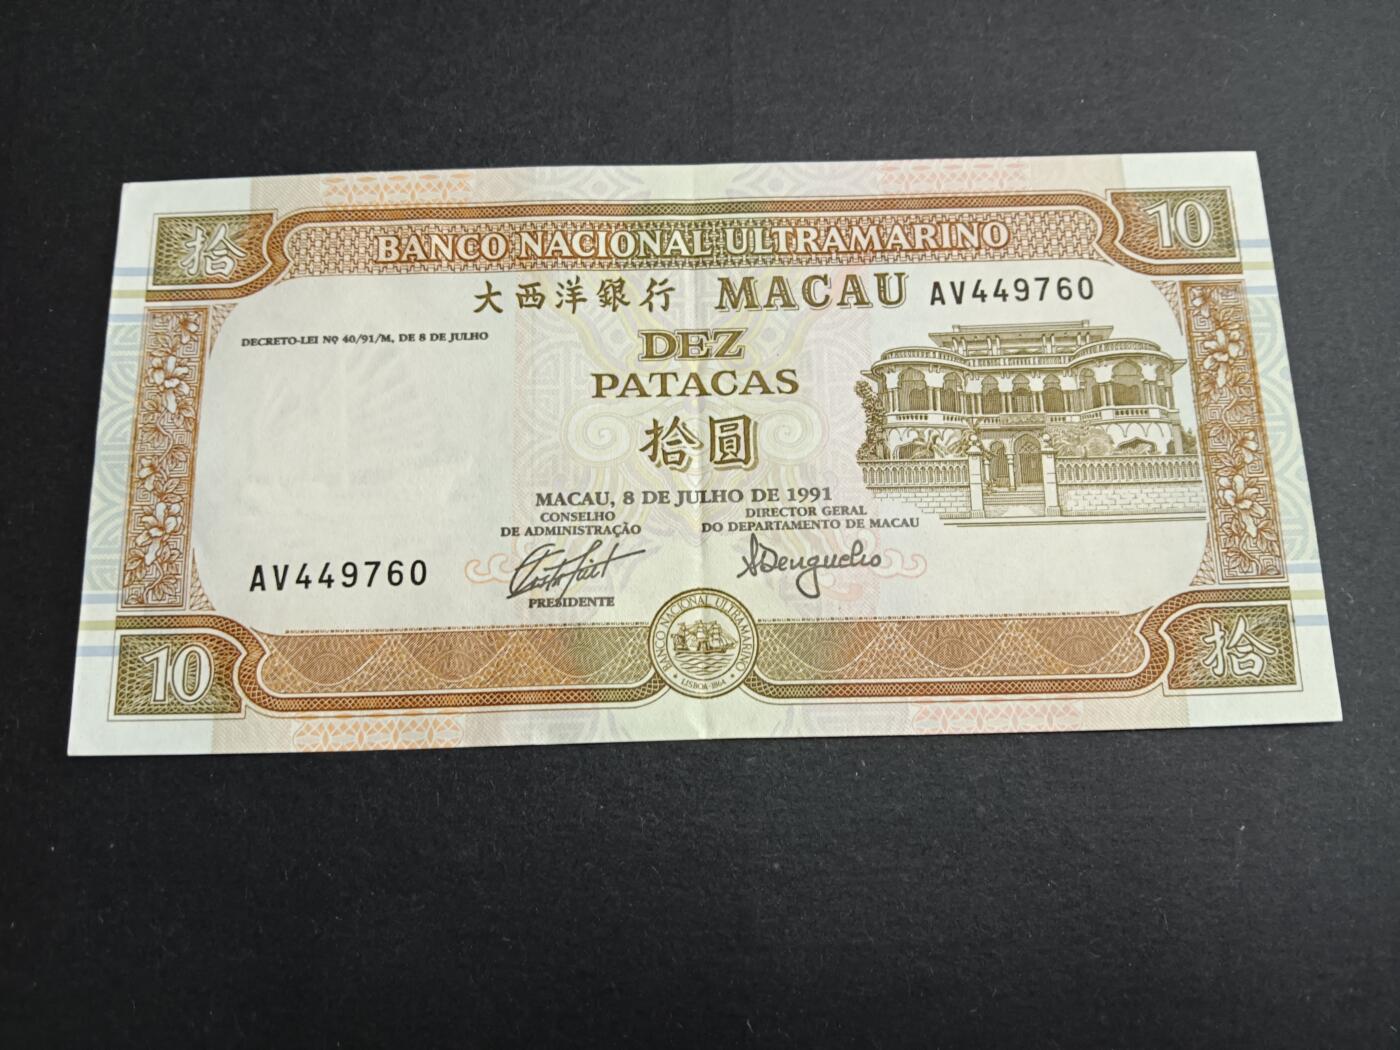 拾
BANCO NACIONAL ULTRAMARINO
10
大西洋銀行 MACAU AV449760
DECRETO-LEI Nº 40/91/M, DE 8 DE JULHO
DEZ
PATACAS
拾圓
MACAU, 8 DE JULHO DE 1991
CONSELHO
DE ADMINISTRAÇÃO
DIRECTOR GERAL
DO DEPARTAMENTO DE MACAU
AV449760
PRESIDENTE
10
BANCO NACIONAL ULTRAMARINO
LISBOA-1864
拾